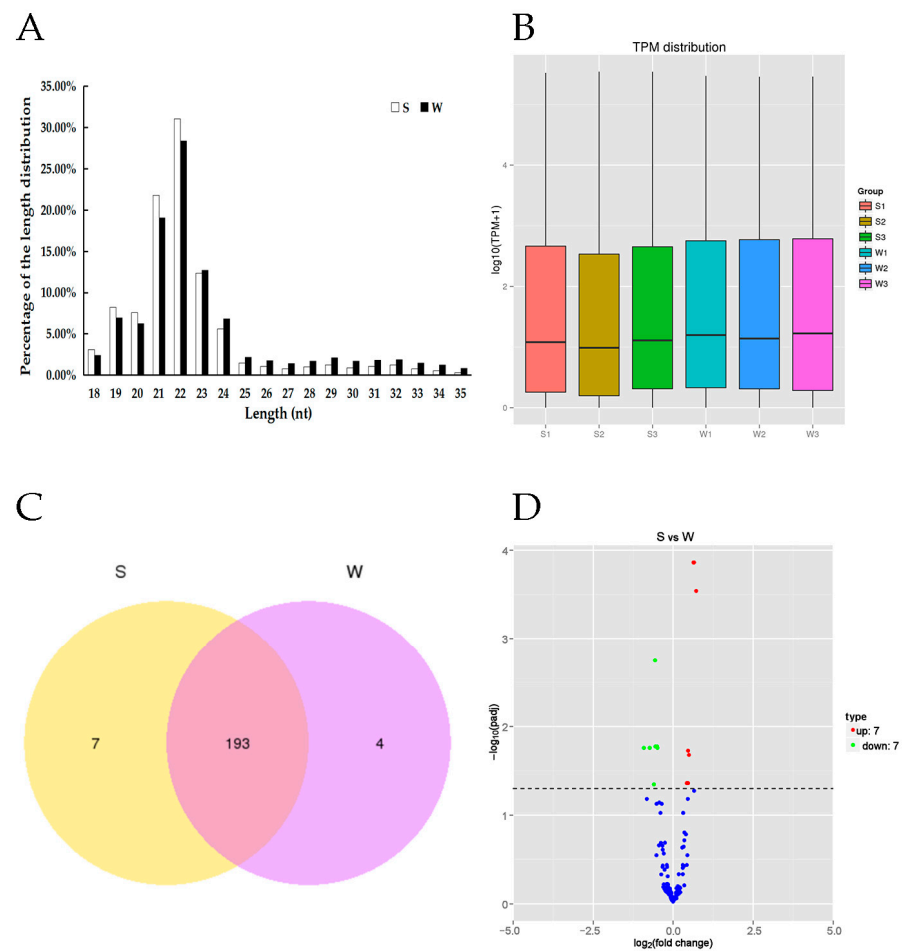 A
Percentage of the length distribution
35.00%
30.00%
25.00%
20.00%
15.00%
10.00%
5.00%
0.00%
S W
18 19 20 21 22 23 24 25 26 27 28 29 30 31 32 33 34 35
Length (nt)
B
TPM distribution
log10(TPM+1)
4
2
0
S1 S2 S3 W1 W2 W3
Group
S1
S2
S3
W1
W2
W3
C
S W
7 193 4
D
S vs W
−log10(padj)
4
3
2
1
0
−5.0 −2.5 0.0 2.5 5.0
log2(fold change)
type
up: 7
down: 7